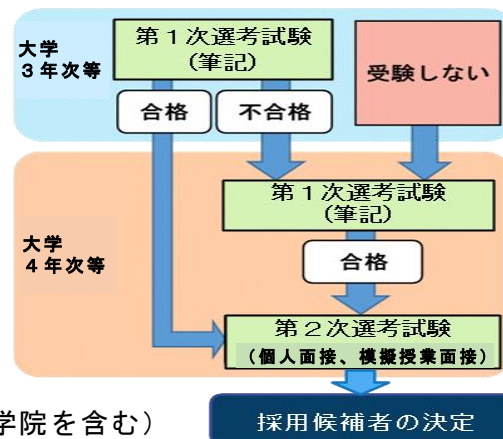 大学
３年次等
第１次選考試験
(筆記)
受験しない
合格
不合格
第１次選考試験
(筆記)
大学
４年次等
合格
第２次選考試験
（個人面接、模擬授業面接）
学院を含む）
採用候補者の決定